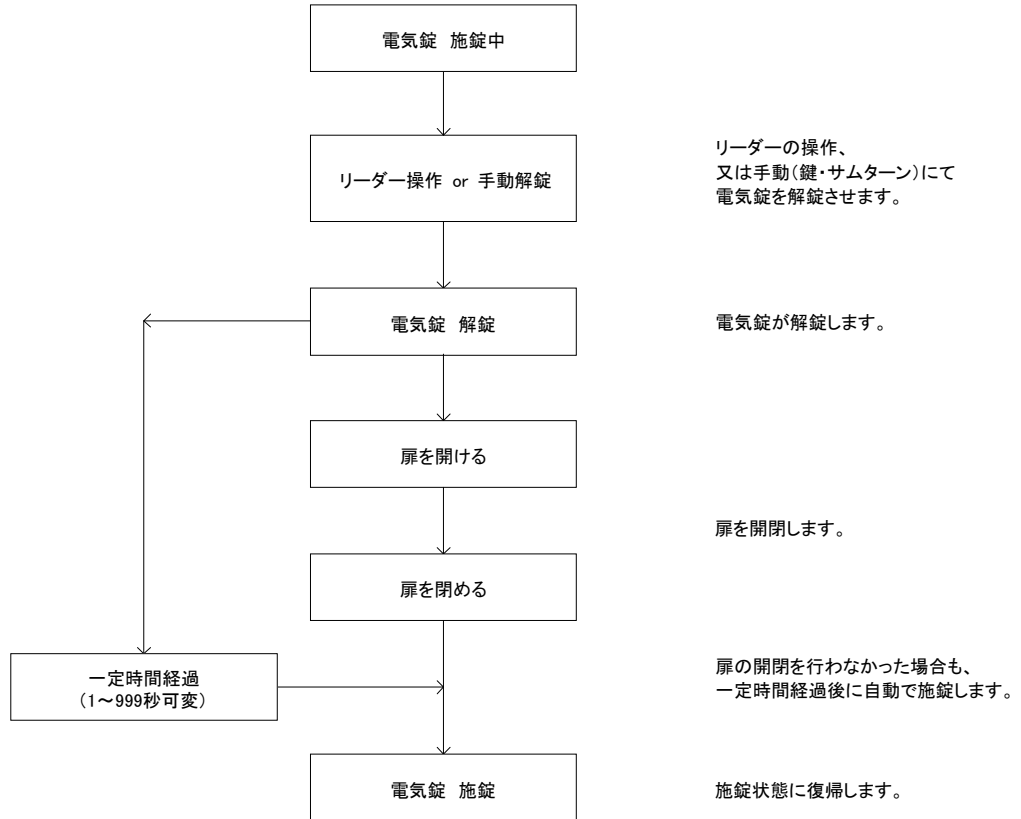 電気錠 施錠中
リーダー操作 or 手動解錠
リーダーの操作、
又は手動(鍵・サムターン)にて
電気錠を解錠させます。
電気錠 解錠
電気錠が解錠します。
扉を開ける
扉を開閉します。
扉を閉める
一定時間経過
(1～999秒可変)
扉の開閉を行わなかった場合も、
一定時間経過後に自動で施錠します。
電気錠 施錠
施錠状態に復帰します。